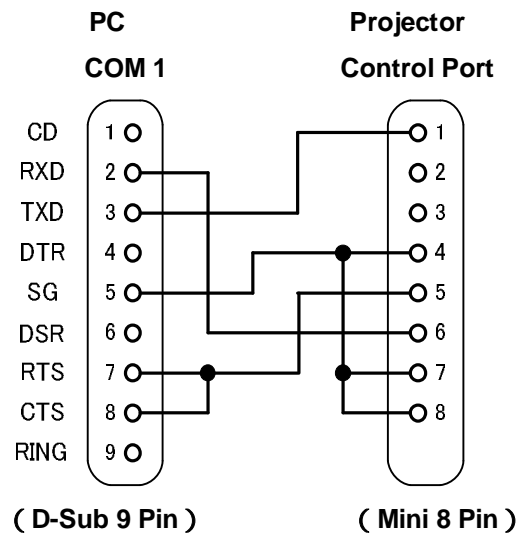 PC Projector
COM 1 Control Port
CD 1 1
RXD 2 2
TXD 3 3
DTR 4 4
SG 5 5
DSR 6 6
RTS 7 7
CTS 8 8
RING 9
( D-Sub 9 Pin ) ( Mini 8 Pin )